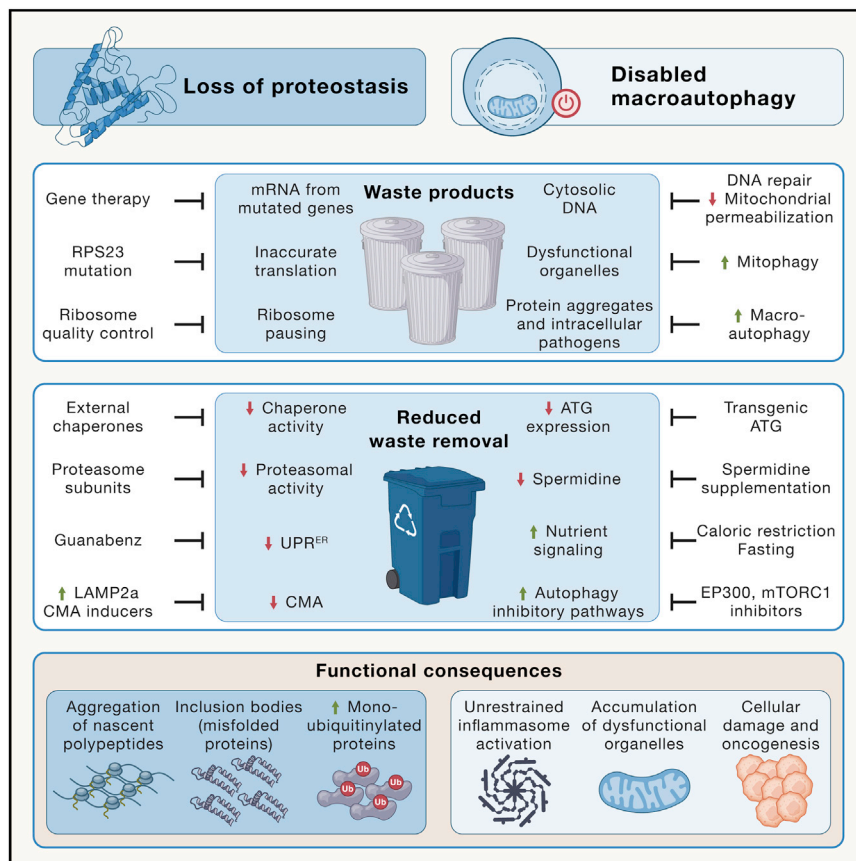 Loss of proteostasis
Disabled
macroautophagy
Waste products
Gene therapy
mRNA from
mutated genes
Cytosolic
DNA
DNA repair
↓ Mitochondrial
permeabilization
RPS23
mutation
Inaccurate
translation
Dysfunctional
organelles
↑ Mitophagy
Ribosome
quality control
Ribosome
pausing
Protein aggregates
and intracellular
pathogens
↑ Macro-
autophagy
Reduced
waste removal
External
chaperones
↓ Chaperone
activity
↓ ATG
expression
Transgenic
ATG
Proteasome
subunits
↓ Proteasomal
activity
↓ Spermidine
Spermidine
supplementation
Guanabenz
↓ UPRᴱᴿ
↑ Nutrient
signaling
Caloric restriction
Fasting
↑ LAMP2a
CMA inducers
↓ CMA
↑ Autophagy
inhibitory pathways
EP300, mTORC1
inhibitors
Functional consequences
Aggregation
of nascent
polypeptides
Inclusion bodies
(misfolded
proteins)
↑ Mono-
ubiquitinylated
proteins
Ub
Ub
Ub
Ub
Unrestrained
inflammasome
activation
Accumulation
of dysfunctional
organelles
Cellular
damage and
oncogenesis